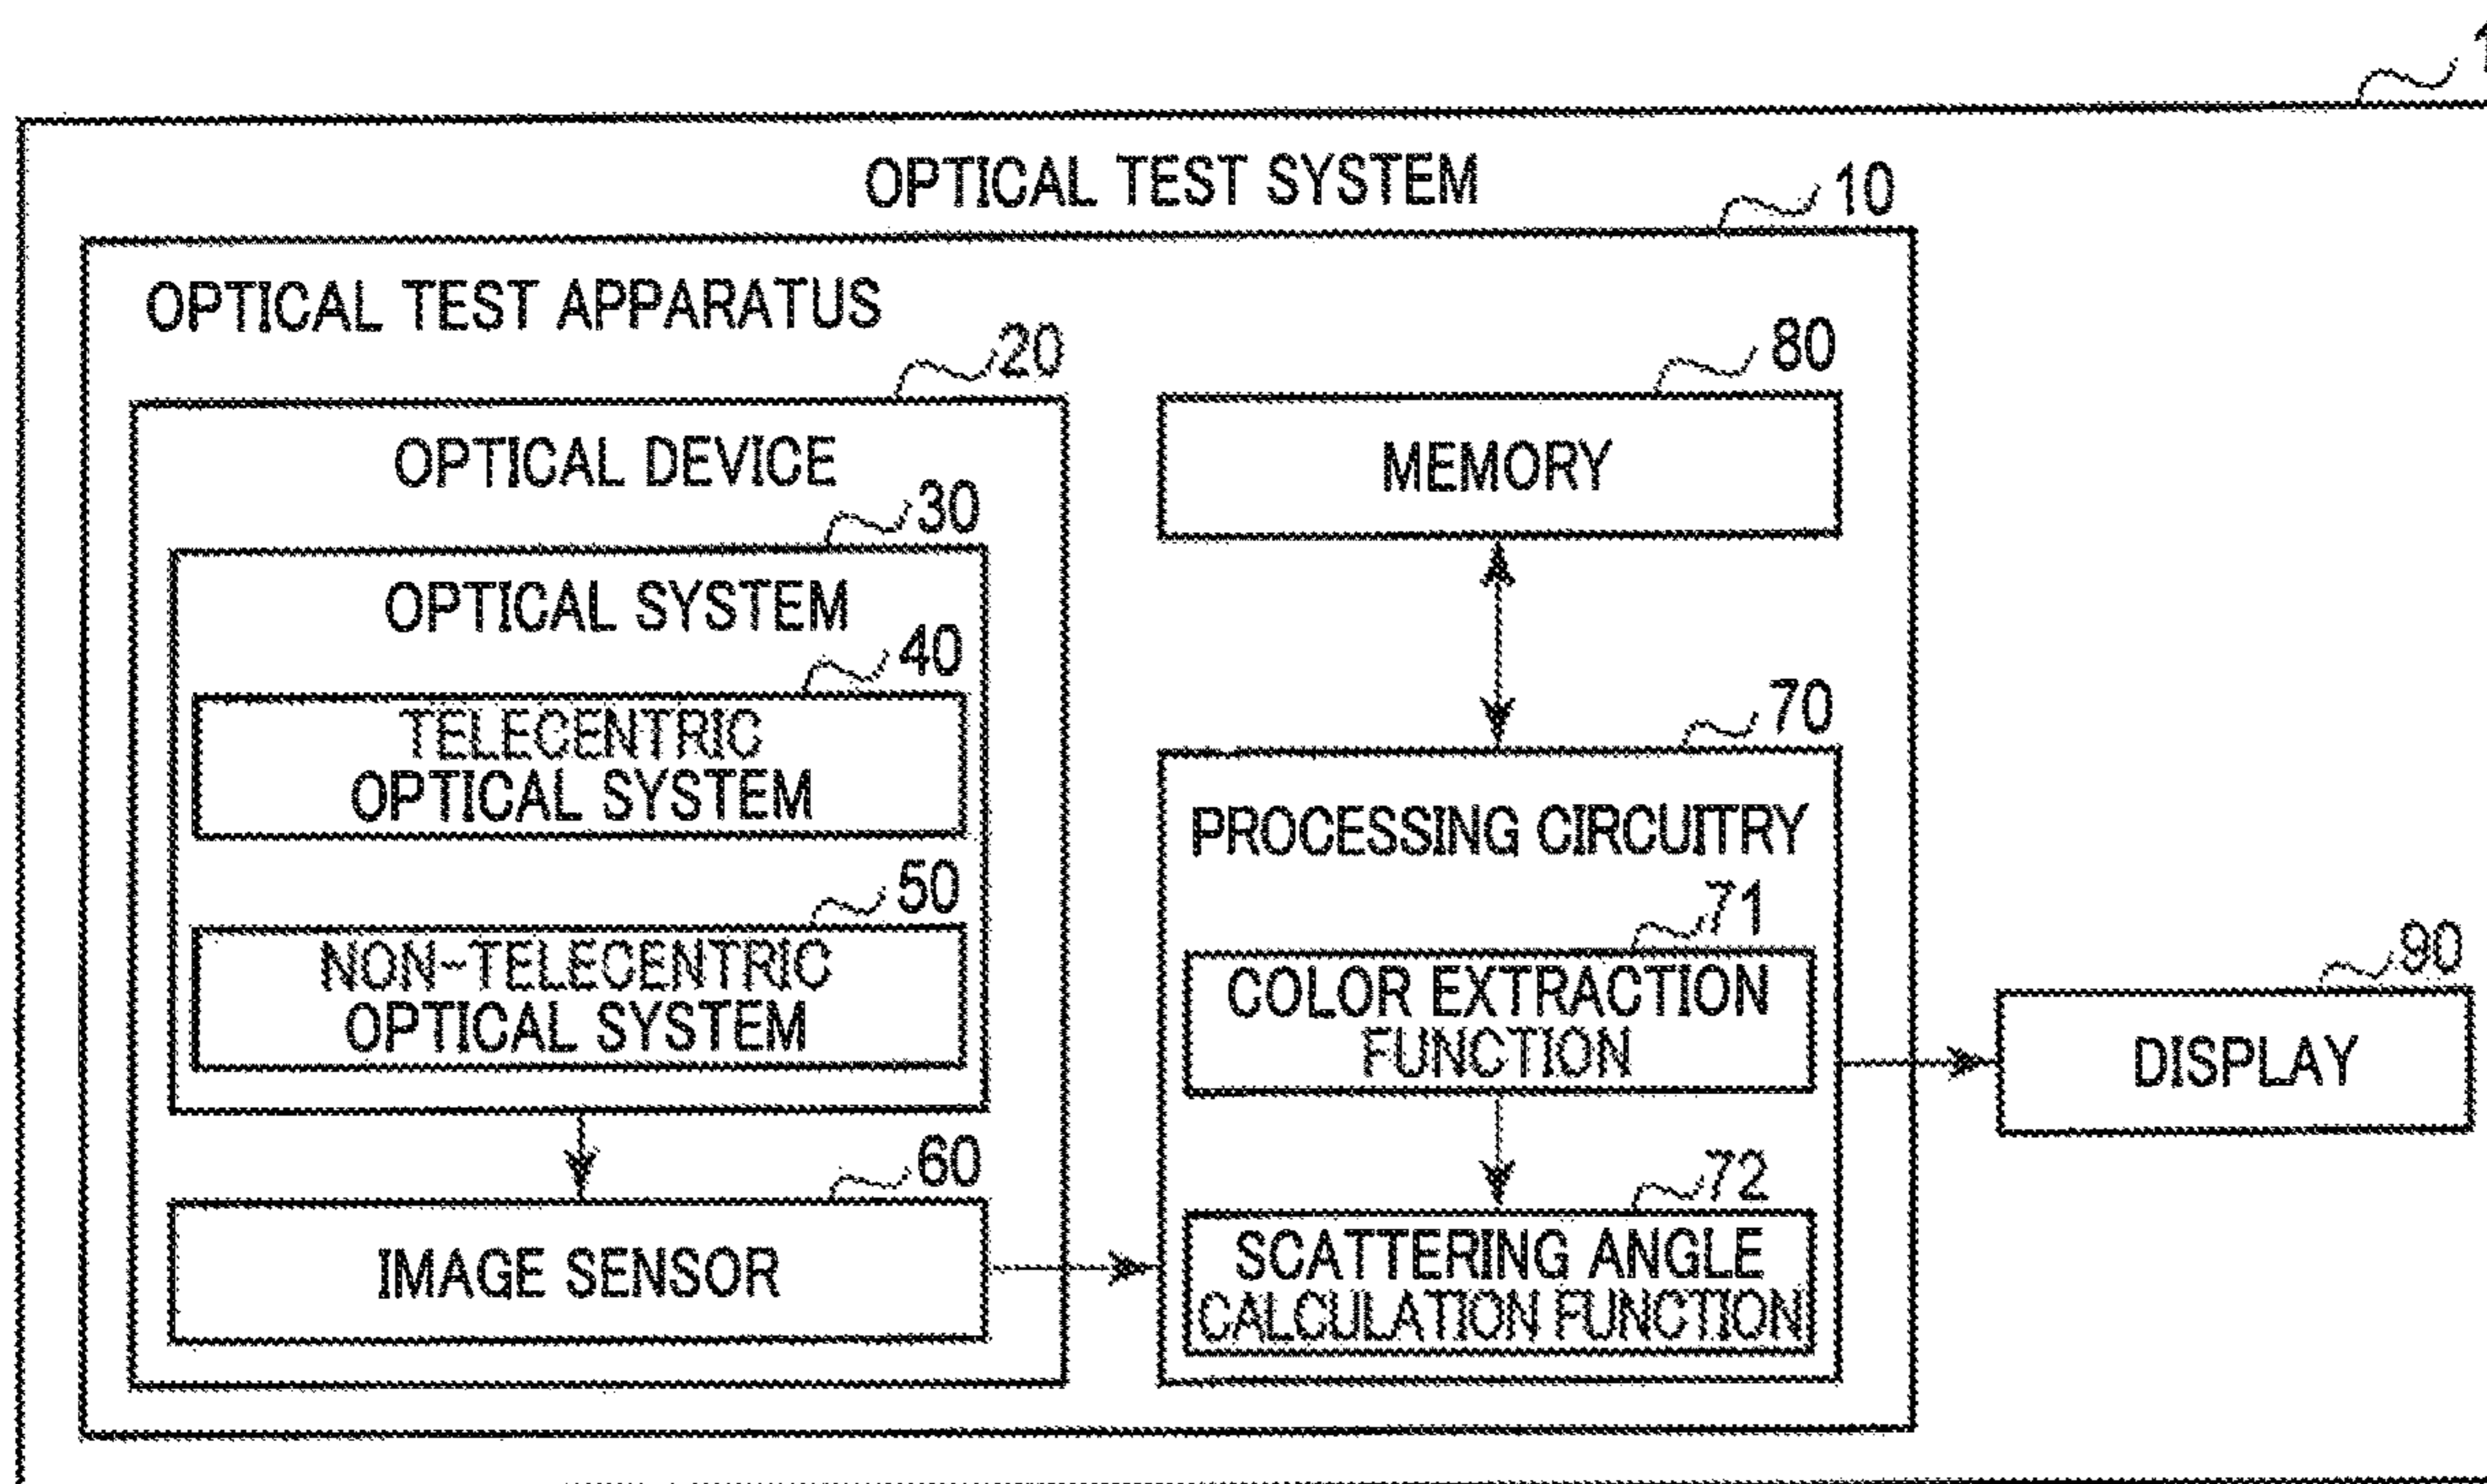 1
OPTICAL TEST SYSTEM
10
OPTICAL TEST APPARATUS
20
OPTICAL DEVICE
30
OPTICAL SYSTEM
40
TELECENTRIC
OPTICAL SYSTEM
50
NON-TELECENTRIC
OPTICAL SYSTEM
60
IMAGE SENSOR
80
MEMORY
70
PROCESSING CIRCUITRY
71
COLOR EXTRACTION
FUNCTION
72
SCATTERING ANGLE
CALCULATION FUNCTION
90
DISPLAY